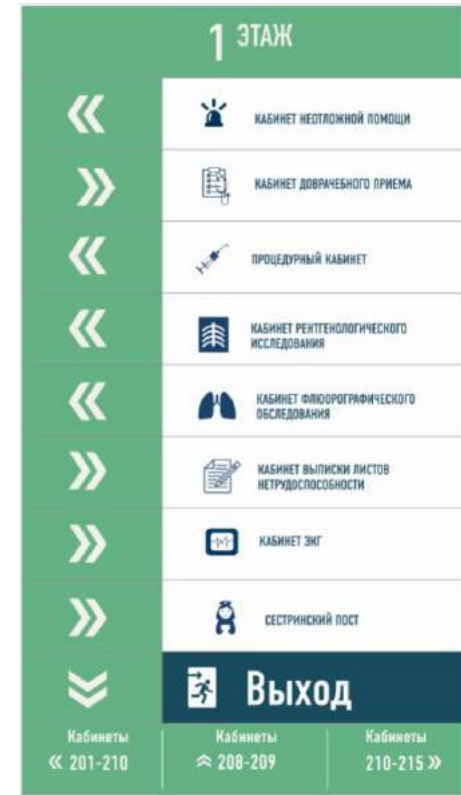 1 ЭТАЖ
КАБИНЕТ НЕОТЛОЖНОЙ ПОМОЩИ
КАБИНЕТ ДОВРАЧЕБНОГО ПРИЕМА
ПРОЦЕДУРНЫЙ КАБИНЕТ
КАБИНЕТ РЕНТГЕНОЛОГИЧЕСКОГО
ИССЛЕДОВАНИЯ
КАБИНЕТ ФЛЮОРОГРАФИЧЕСКОГО
ОБСЛЕДОВАНИЯ
КАБИНЕТ ВЫПИСКИ ЛИСТОВ
НЕТРУДОСПОСОБНОСТИ
КАБИНЕТ ЭКГ
СЕСТРИНСКИЙ ПОСТ
Выход
Кабинеты
201-210
Кабинеты
208-209
Кабинеты
210-215